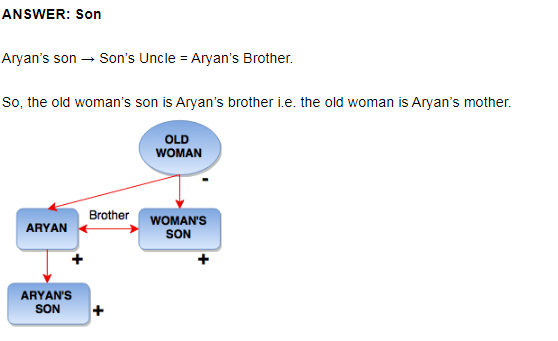 ANSWER: Son
Aryan's son → Son's Uncle = Aryan's Brother.
So, the old woman's son is Aryan's brother i.e. the old woman is Aryan's mother.
OLD
WOMAN
-
Brother
ARYAN
WOMAN'S
SON
+
+
ARYAN'S
SON
+